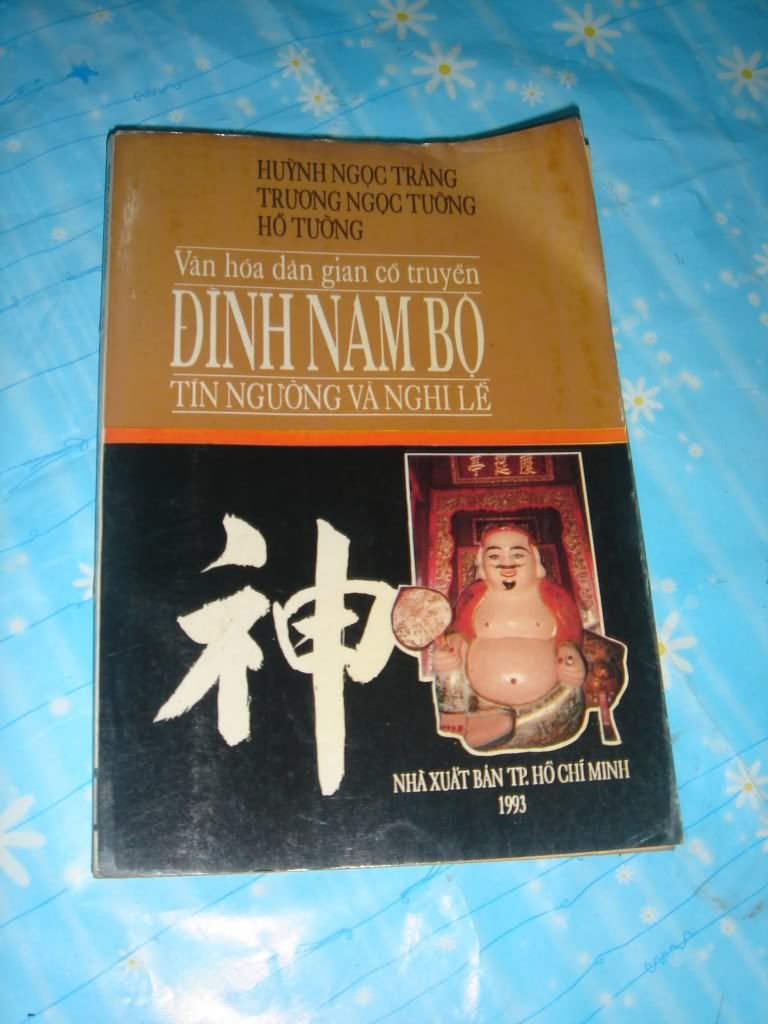 HUỲNH NGỌC TRẢNG
TRƯƠNG NGỌC TƯỜNG
HỒ TƯỜNG
Văn hóa dân gian cổ truyền
ĐÌNH NAM BỘ
TÍN NGƯỠNG VÀ NGHI LỄ
神
NHÀ XUẤT BẢN TP. HỒ CHÍ MINH
1993